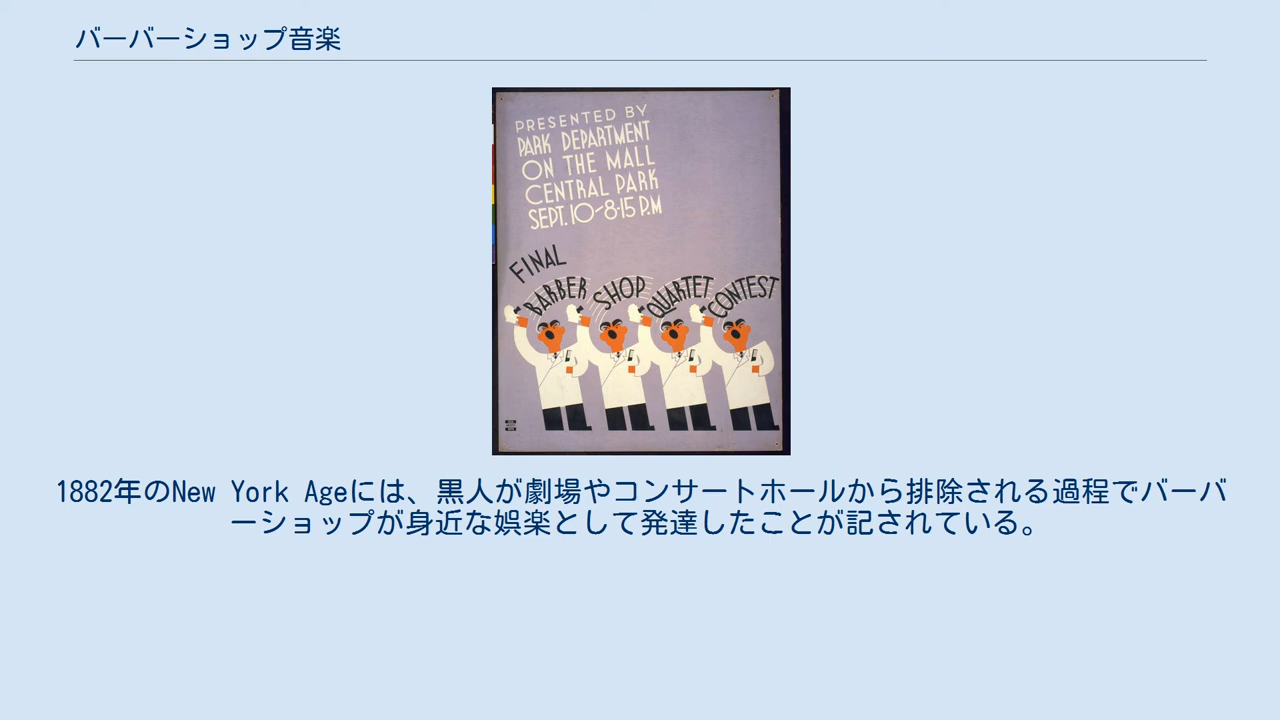 バーバーショップ音楽
PRESENTED BY
PARK DEPARTMENT
ON THE MALL
CENTRAL PARK
SEPT. 10-8:15 P.M
FINAL
BARBER SHOP QUARTET CONTEST
1882年のNew York Ageには、黒人が劇場やコンサートホールから排除される過程でバーバ
ーショップが身近な娯楽として発達したことが記されている。